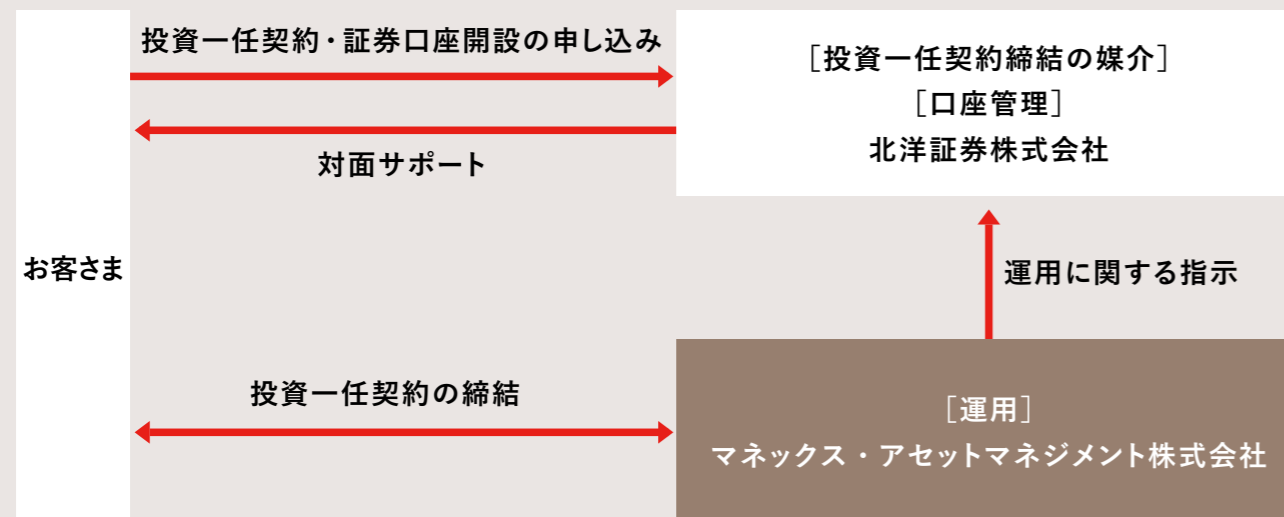 投資一任契約・証券口座開設の申し込み
対面サポート
[投資一任契約締結の媒介]
[口座管理]
北洋証券株式会社
お客さま
運用に関する指示
投資一任契約の締結
[運用]
マネックス・アセットマネジメント株式会社